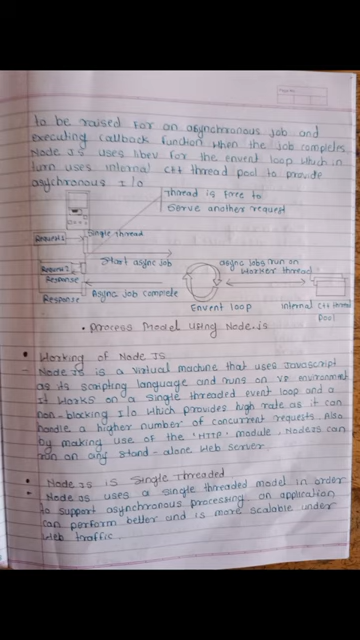 to be raised for an asynchronous job and
executing callback function when the job completes
Node JS uses libev for the envent loop which in
turn uses internal c++ thread pool to provide
asychronous I/o
Thread is free to
Serve another request
Single thread
Request1
Start async job
async jobs run on
Worker thread
Request2
Response
Async job complete
Response
Envent loop
Internal c++ thread
pool
• Process Model using Node.js
• Working of Node JS
- Node JS is a virtual machine that uses Javascript
as its scripting language and runs on V8 environment
It works on a single threaded event loop and a
non-blocking I/o which provides high rate as it can
handle a higher number of concurrent requests. Also
by making use of the 'HTTP' module, NodeJS can
run on any stand-alone web server.
• Node JS is Single Threaded
- Node JS uses a single threaded model in order
to support asynchronous processing on application
can perform better und is more scalable under
web traffic.